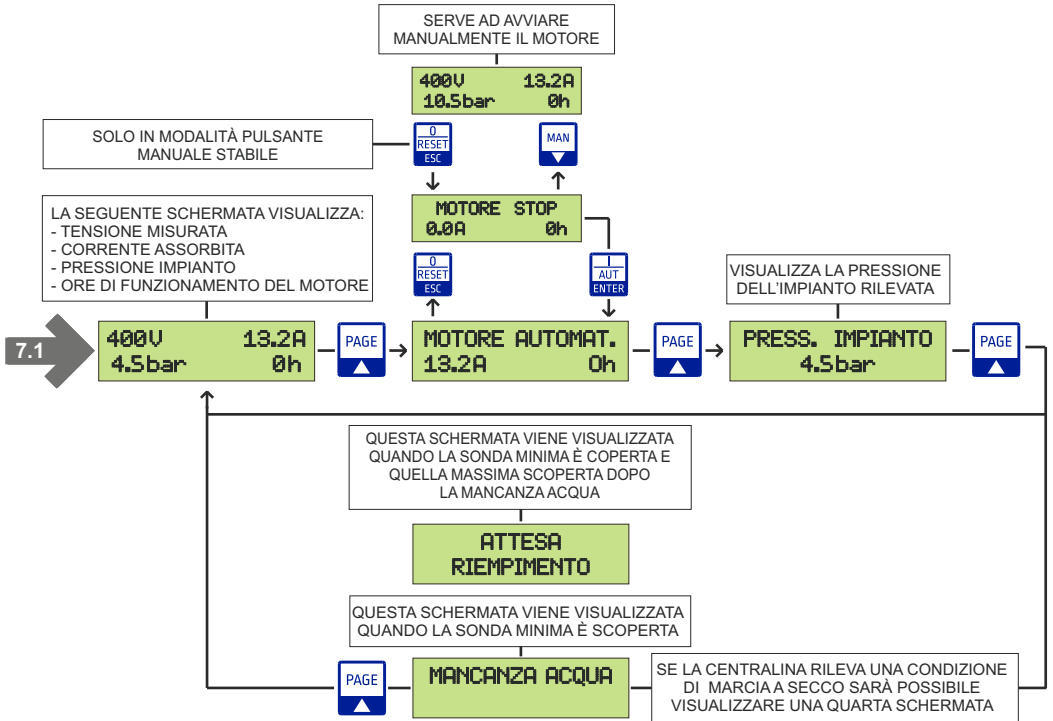 SERVE AD AVVIARE
MANUALMENTE IL MOTORE
400V 13.2A
10.5bar 0h
SOLO IN MODALITÀ PULSANTE
MANUALE STABILE
0
RESET
ESC
MAN
LA SEGUENTE SCHERMATA VISUALIZZA:
- TENSIONE MISURATA
- CORRENTE ASSORBITA
- PRESSIONE IMPIANTO
- ORE DI FUNZIONAMENTO DEL MOTORE
MOTORE STOP
0.0A 0h
0
RESET
ESC
I
AUT
ENTER
VISUALIZZA LA PRESSIONE
DELL'IMPIANTO RILEVATA
7.1
400V 13.2A
4.5bar 0h
PAGE
MOTORE AUTOMAT.
13.2A 0h
PAGE
PRESS. IMPIANTO
4.5bar
PAGE
QUESTA SCHERMATA VIENE VISUALIZZATA
QUANDO LA SONDA MINIMA È COPERTA E
QUELLA MASSIMA SCOPERTA DOPO
LA MANCANZA ACQUA
ATTESA
RIEMPIMENTO
QUESTA SCHERMATA VIENE VISUALIZZATA
QUANDO LA SONDA MINIMA È SCOPERTA
PAGE
MANCANZA ACQUA
SE LA CENTRALINA RILEVA UNA CONDIZIONE
DI MARCIA A SECCO SARÀ POSSIBILE
VISUALIZZARE UNA QUARTA SCHERMATA